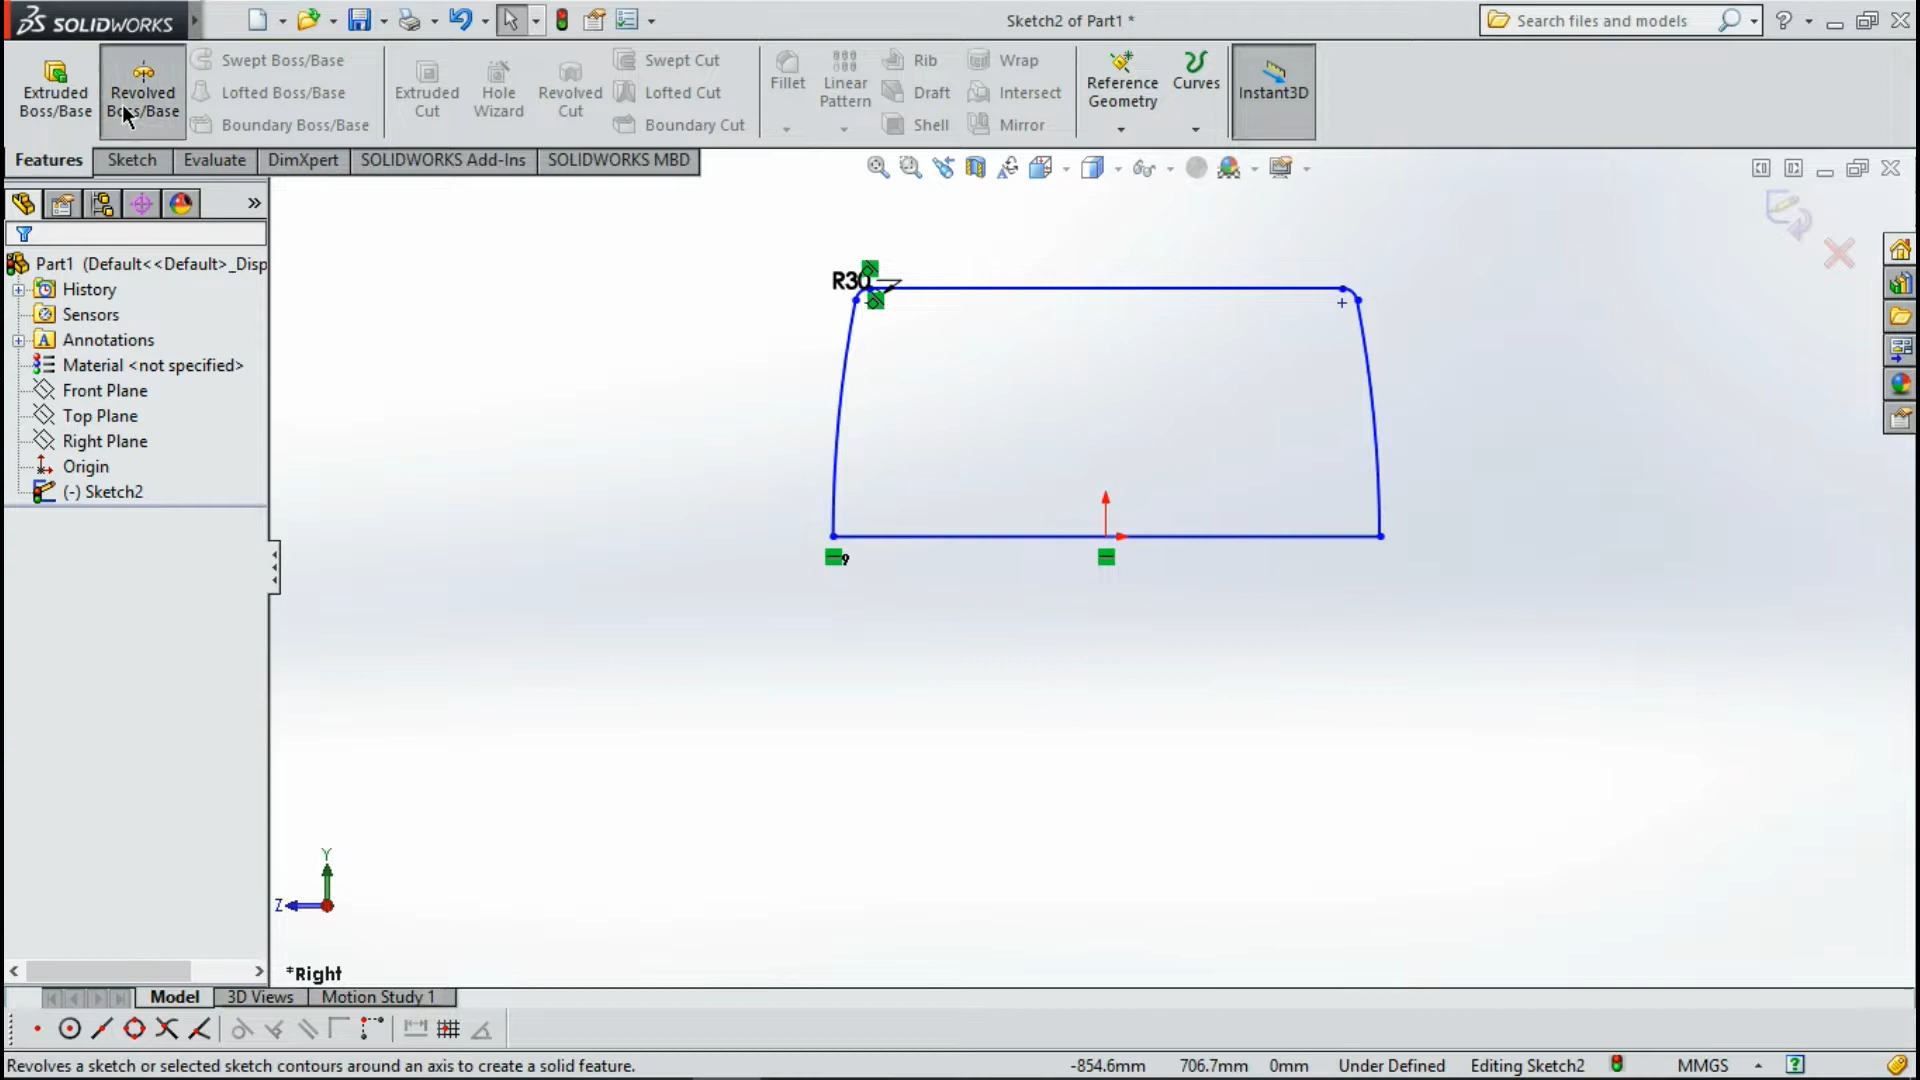 SOLIDWORKS
Sketch2 of Part1 *
Search files and models
Extruded Boss/Base
Revolved Boss/Base
Swept Boss/Base
Lofted Boss/Base
Boundary Boss/Base
Extruded Cut
Hole Wizard
Revolved Cut
Swept Cut
Lofted Cut
Boundary Cut
Fillet
Linear Pattern
Rib
Draft
Shell
Wrap
Intersect
Mirror
Reference Geometry
Curves
Instant3D
Features
Sketch
Evaluate
DimXpert
SOLIDWORKS Add-Ins
SOLIDWORKS MBD
Part1 (Default<<Default>_Disp
History
Sensors
Annotations
Material <not specified>
Front Plane
Top Plane
Right Plane
Origin
(-) Sketch2
R30
9
Y
Z
*Right
Model
3D Views
Motion Study 1
Revolves a sketch or selected sketch contours around an axis to create a solid feature.
-854.6mm
706.7mm
0mm
Under Defined
Editing Sketch2
MMGS